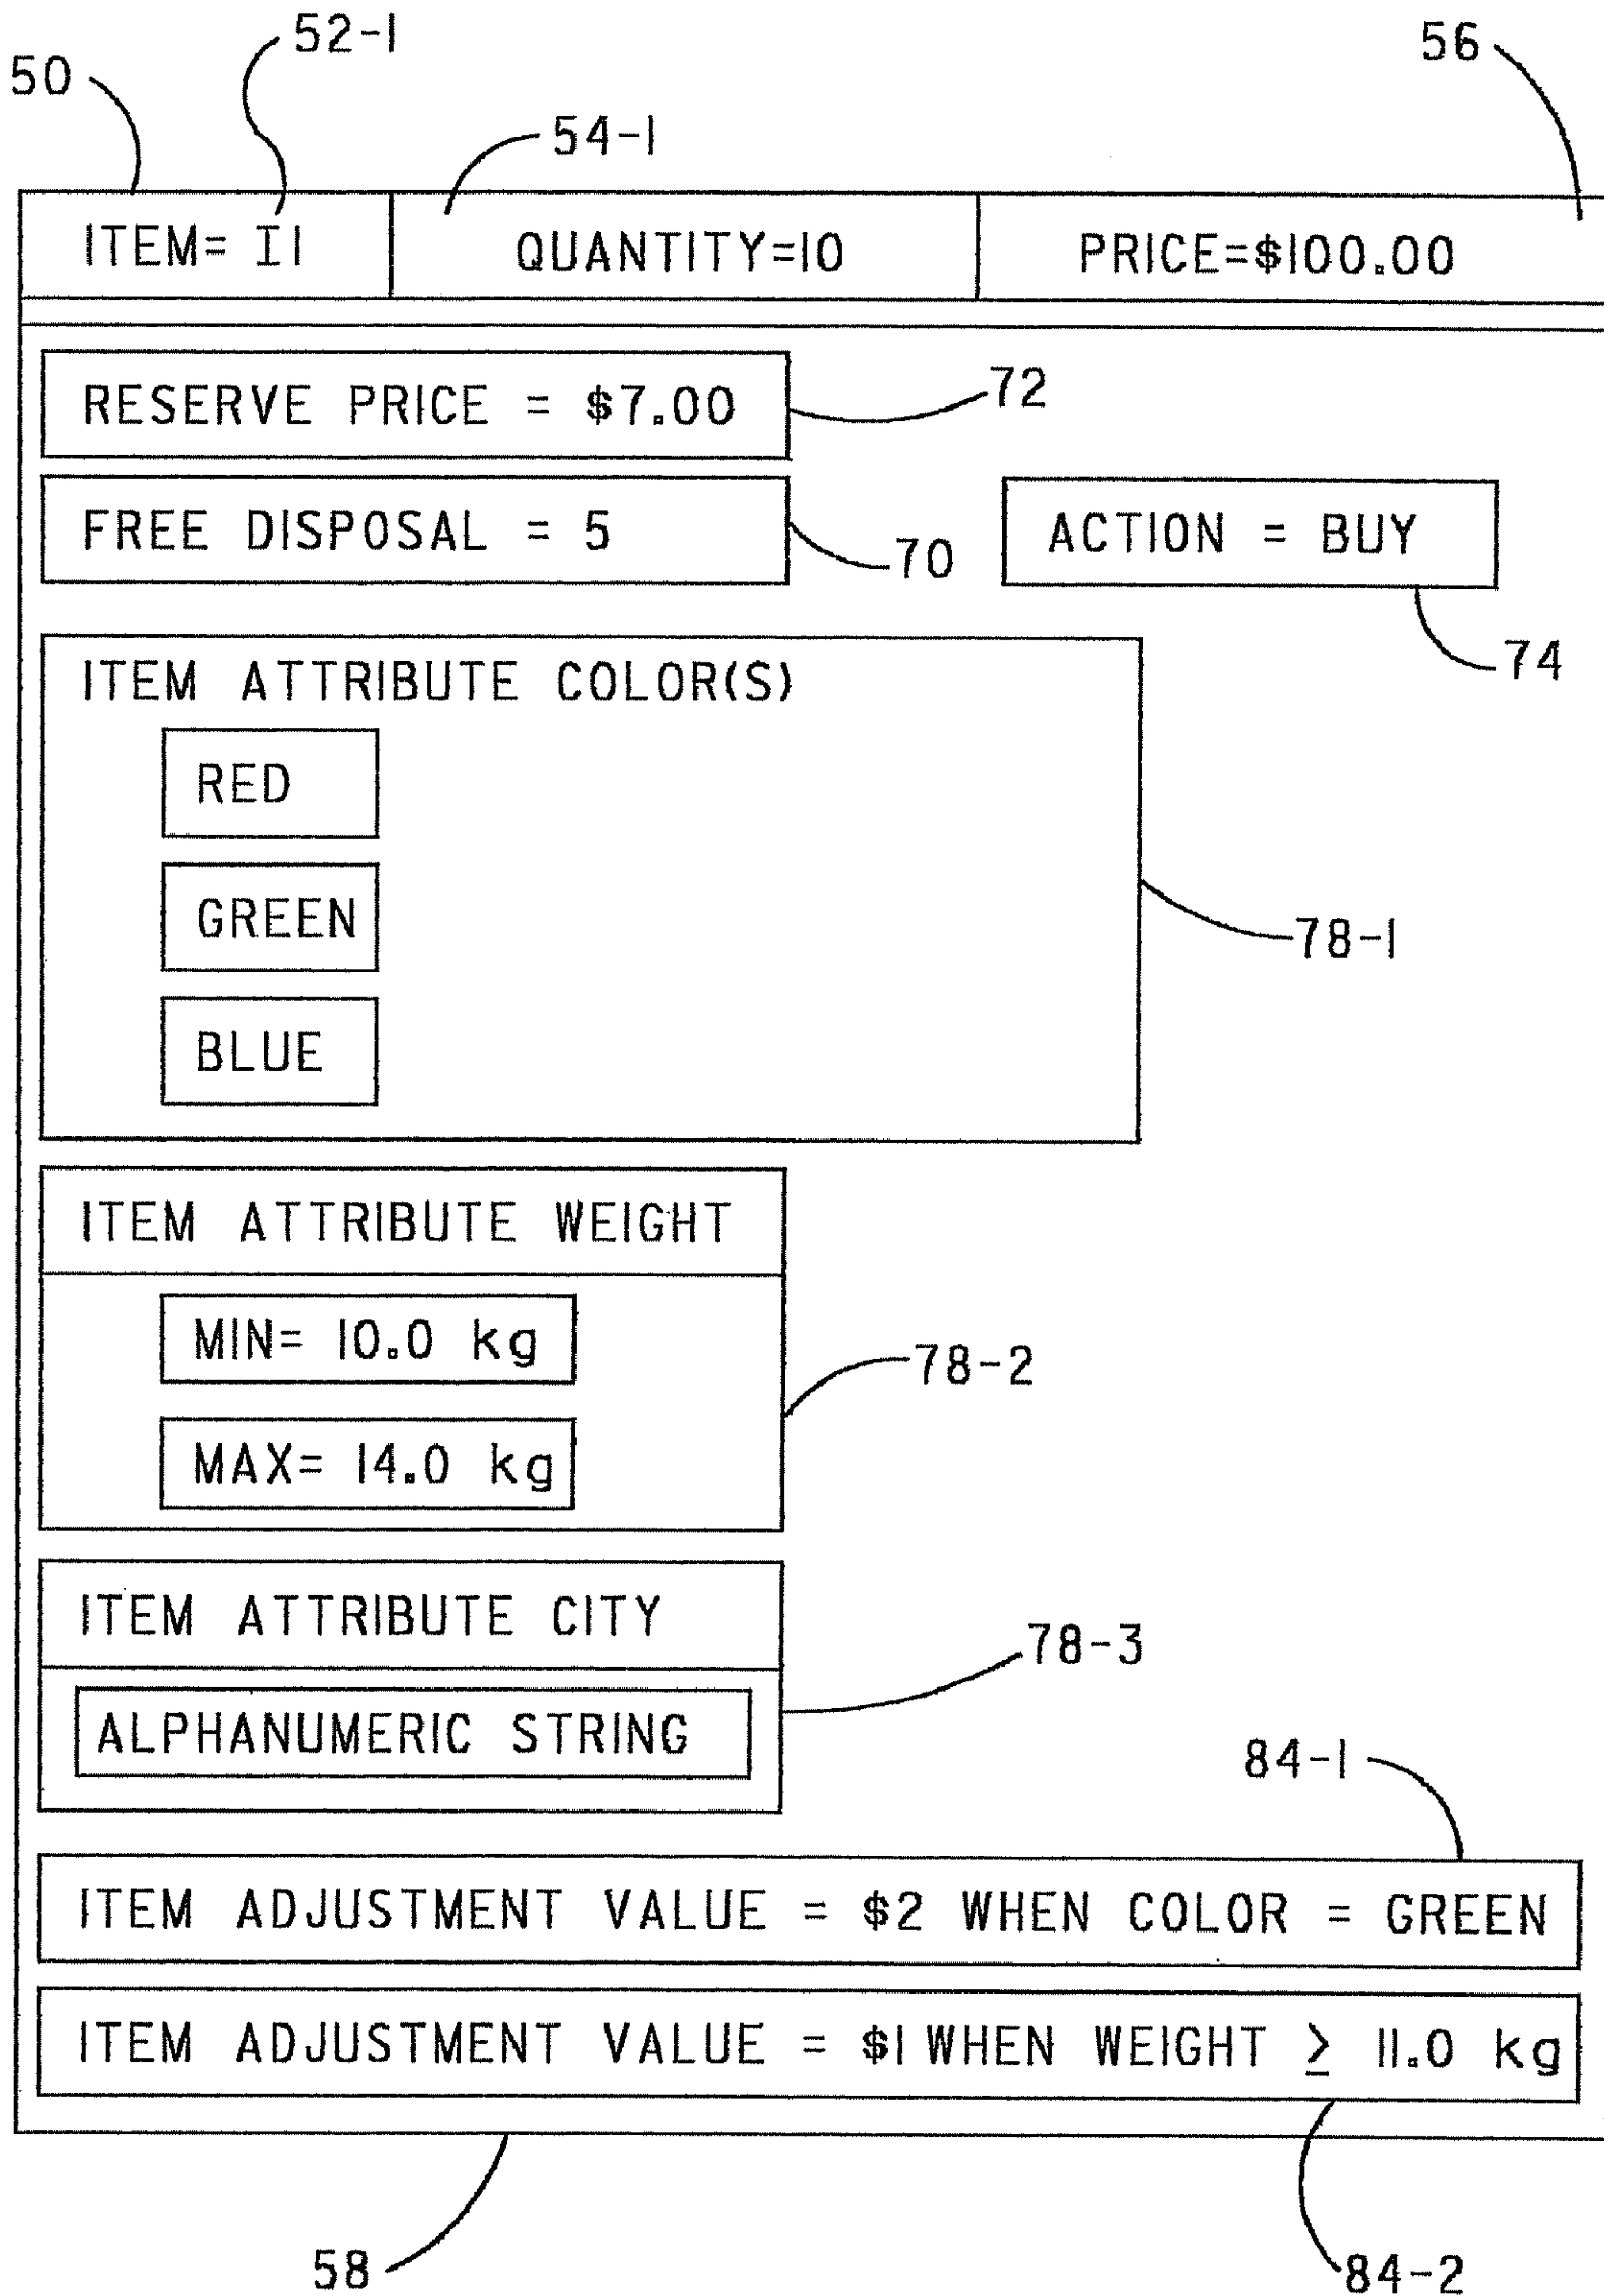 52-1
50
56
54-1
ITEM= I1
QUANTITY=10
PRICE=$100.00
RESERVE PRICE = $7.00
72
FREE DISPOSAL = 5
70
ACTION = BUY
74
ITEM ATTRIBUTE COLOR(S)
RED
GREEN
BLUE
78-1
ITEM ATTRIBUTE WEIGHT
MIN= 10.0 kg
MAX= 14.0 kg
78-2
ITEM ATTRIBUTE CITY
ALPHANUMERIC STRING
78-3
84-1
ITEM ADJUSTMENT VALUE = $2 WHEN COLOR = GREEN
ITEM ADJUSTMENT VALUE = $1 WHEN WEIGHT ≥ 11.0 kg
58
84-2